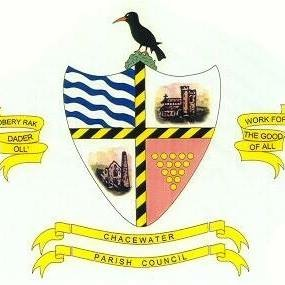 OBERY RAK
DADER
OLL'
WORK FOR
THE GOOD
OF ALL
CHACEWATER
PARISH COUNCIL